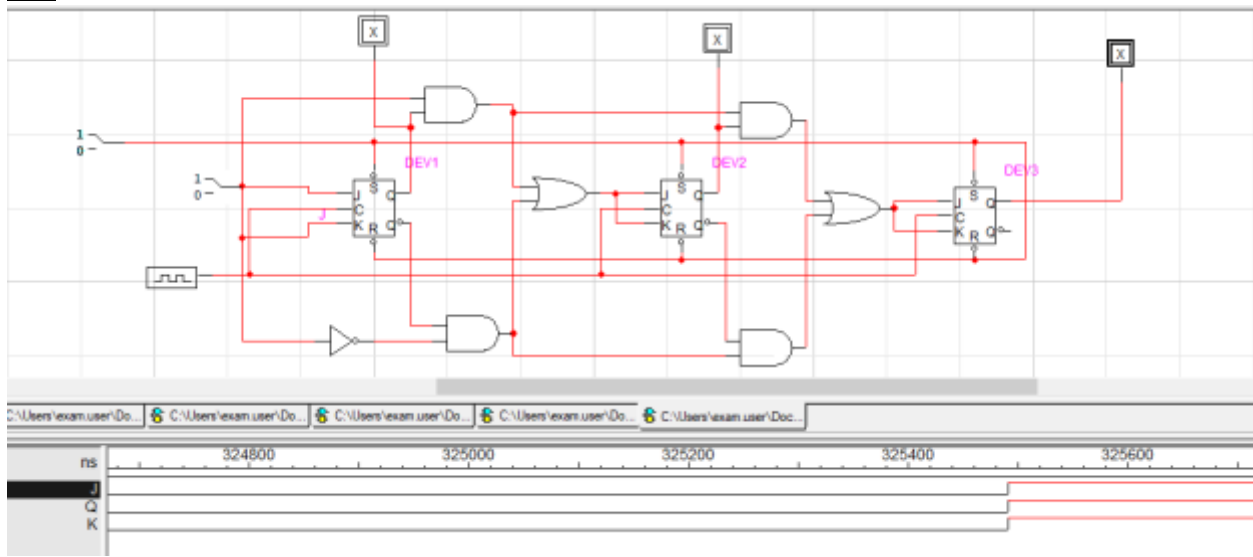 X
X
X
1
0
DEV1
DEV2
DEV3
1
0
J
S
Q
C
K
R
Q
J
J
S
Q
C
K
R
Q
J
S
Q
C
K
R
Q
C:\Users\exam.user\Do...
C:\Users\exam.user\Do...
C:\Users\exam.user\Do...
C:\Users\exam.user\Do...
C:\Users\exam.user\Doc...
ns 324800 325000 325200 325400 325600
J
Q
K